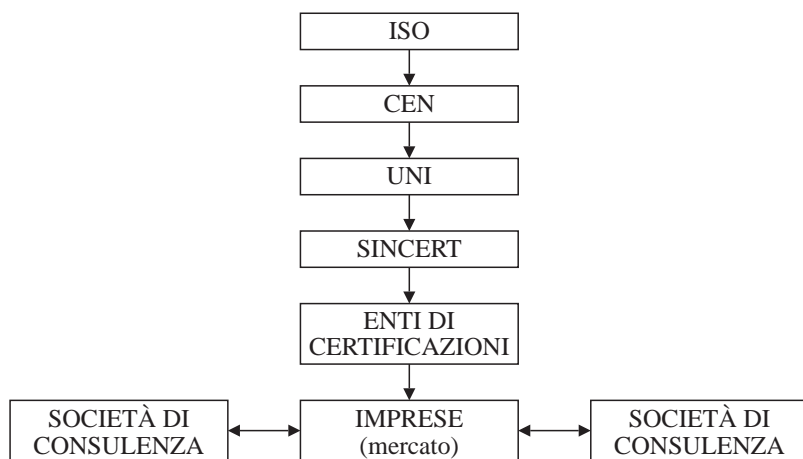 ISO
CEN
UNI
SINCERT
ENTI DI
CERTIFICAZIONI
SOCIETÀ DI
CONSULENZA
IMPRESE
(mercato)
SOCIETÀ DI
CONSULENZA